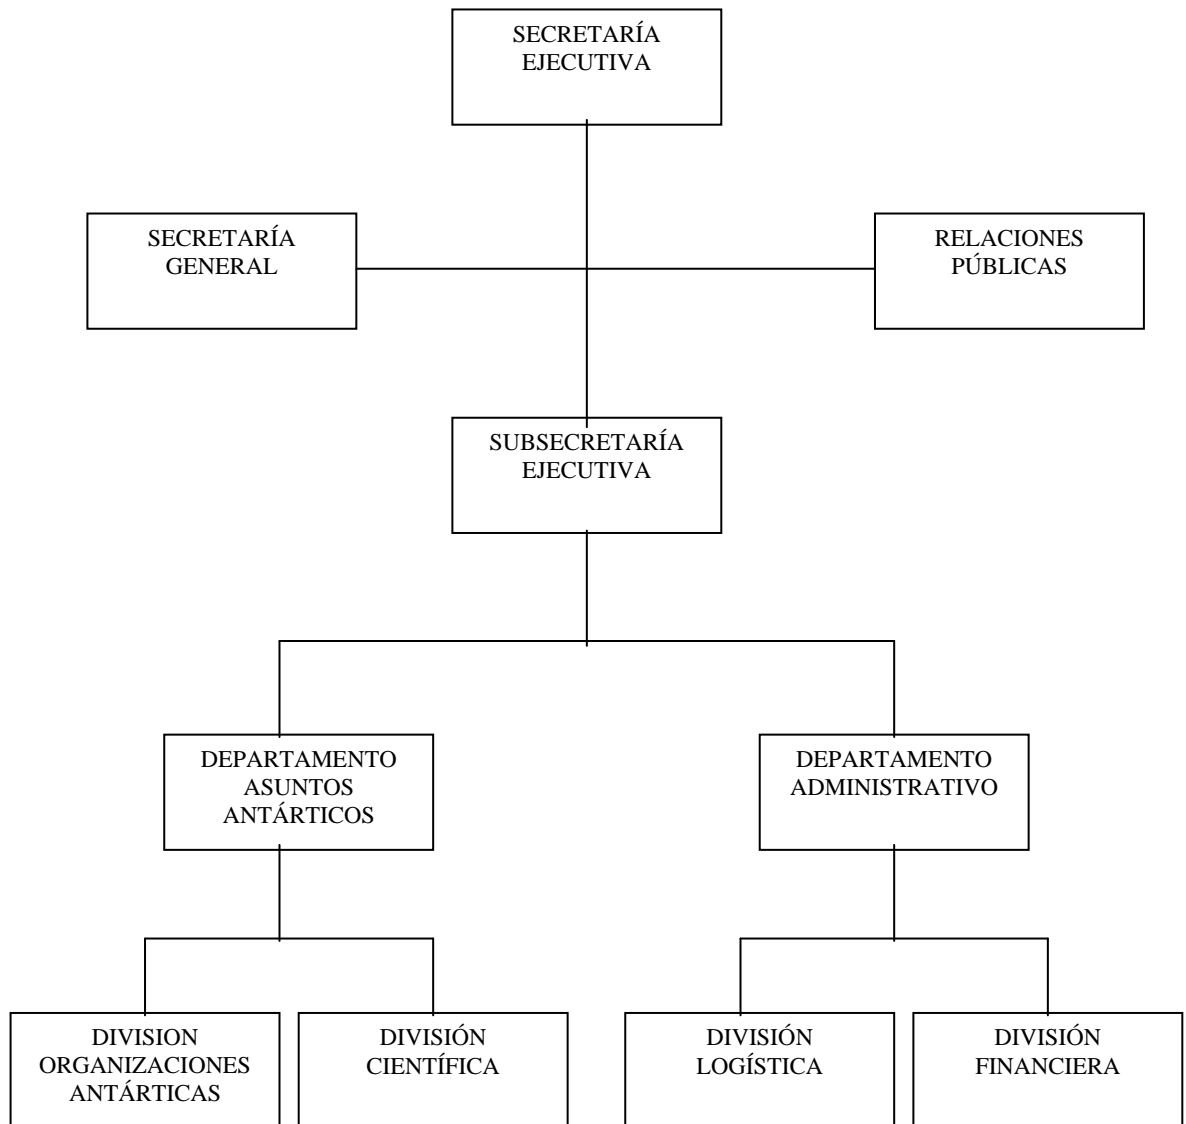 SECRETARÍA
EJECUTIVA
SECRETARÍA
GENERAL
RELACIONES
PÚBLICAS
SUBSECRETARÍA
EJECUTIVA
DEPARTAMENTO
ASUNTOS
ANTÁRTICOS
DEPARTAMENTO
ADMINISTRATIVO
DIVISION
ORGANIZACIONES
ANTÁRTICAS
DIVISIÓN
CIENTÍFICA
DIVISIÓN
LOGÍSTICA
DIVISIÓN
FINANCIERA